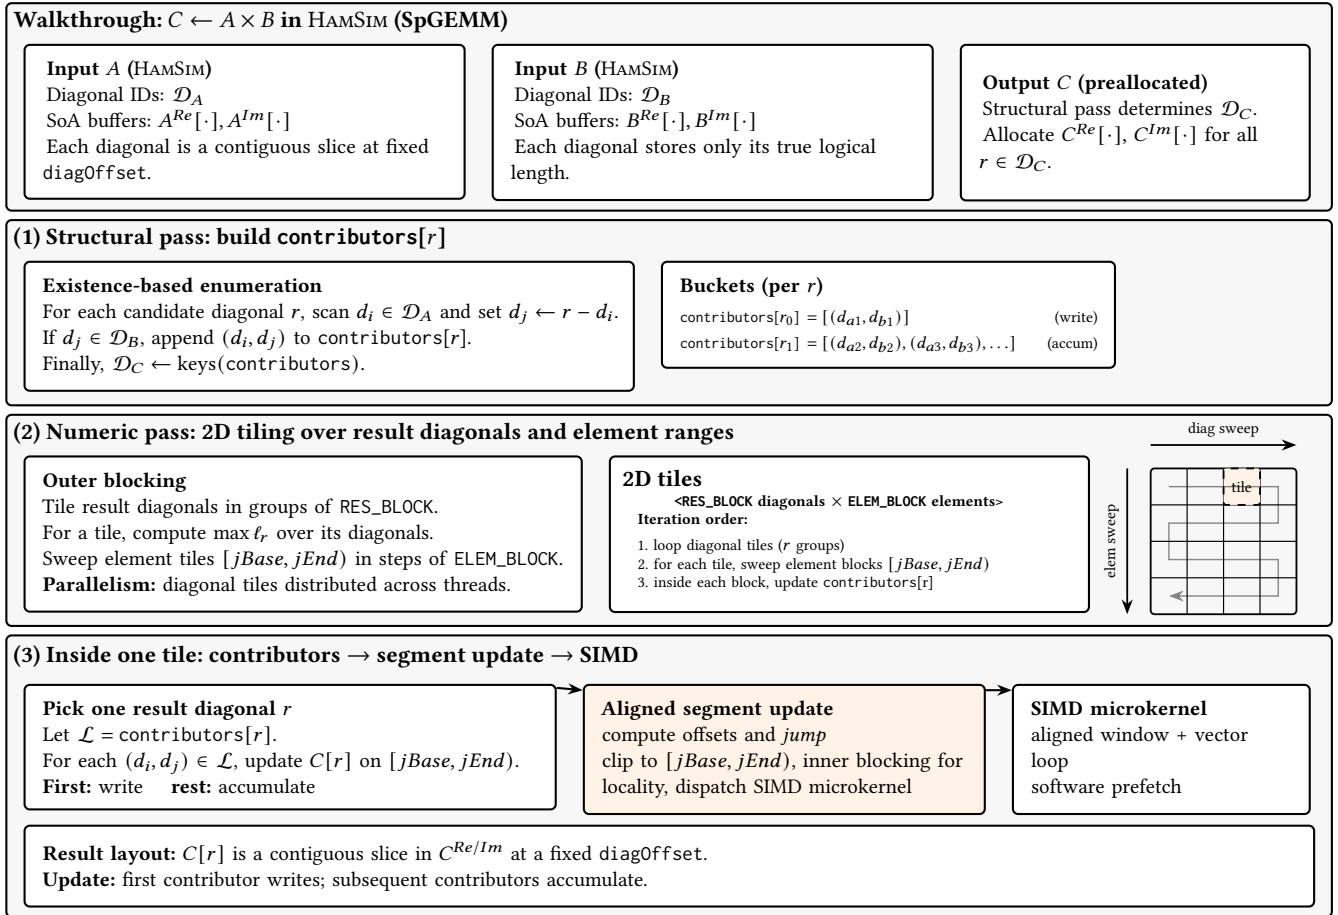 Walkthrough: C ← A × B in HamSim (SpGEMM)
Input A (HamSim)
Diagonal IDs: 𝒟_A
SoA buffers: A^{Re}[·], A^{Im}[·]
Each diagonal is a contiguous slice at fixed
diagOffset.
Input B (HamSim)
Diagonal IDs: 𝒟_B
SoA buffers: B^{Re}[·], B^{Im}[·]
Each diagonal stores only its true logical
length.
Output C (preallocated)
Structural pass determines 𝒟_C.
Allocate C^{Re}[·], C^{Im}[·] for all
r ∈ 𝒟_C.
(1) Structural pass: build contributors[r]
Existence-based enumeration
For each candidate diagonal r, scan d_i ∈ 𝒟_A and set d_j ← r − d_i.
If d_j ∈ 𝒟_B, append (d_i, d_j) to contributors[r].
Finally, 𝒟_C ← keys(contributors).
Buckets (per r)
contributors[r_0] = [(d_{a1}, d_{b1})] (write)
contributors[r_1] = [(d_{a2}, d_{b2}), (d_{a3}, d_{b3}), ...] (accum)
(2) Numeric pass: 2D tiling over result diagonals and element ranges
Outer blocking
Tile result diagonals in groups of RES_BLOCK.
For a tile, compute max ℓ_r over its diagonals.
Sweep element tiles [jBase, jEnd) in steps of ELEM_BLOCK.
Parallelism: diagonal tiles distributed across threads.
2D tiles
<RES_BLOCK diagonals × ELEM_BLOCK elements>
Iteration order:
1. loop diagonal tiles (r groups)
2. for each tile, sweep element blocks [jBase, jEnd)
3. inside each block, update contributors[r]
diag sweep
elem sweep
tile
(3) Inside one tile: contributors → segment update → SIMD
Pick one result diagonal r
Let ℒ = contributors[r].
For each (d_i, d_j) ∈ ℒ, update C[r] on [jBase, jEnd).
First: write rest: accumulate
Aligned segment update
compute offsets and jump
clip to [jBase, jEnd), inner blocking for
locality, dispatch SIMD microkernel
SIMD microkernel
aligned window + vector
loop
software prefetch
Result layout: C[r] is a contiguous slice in C^{Re/Im} at a fixed diagOffset.
Update: first contributor writes; subsequent contributors accumulate.